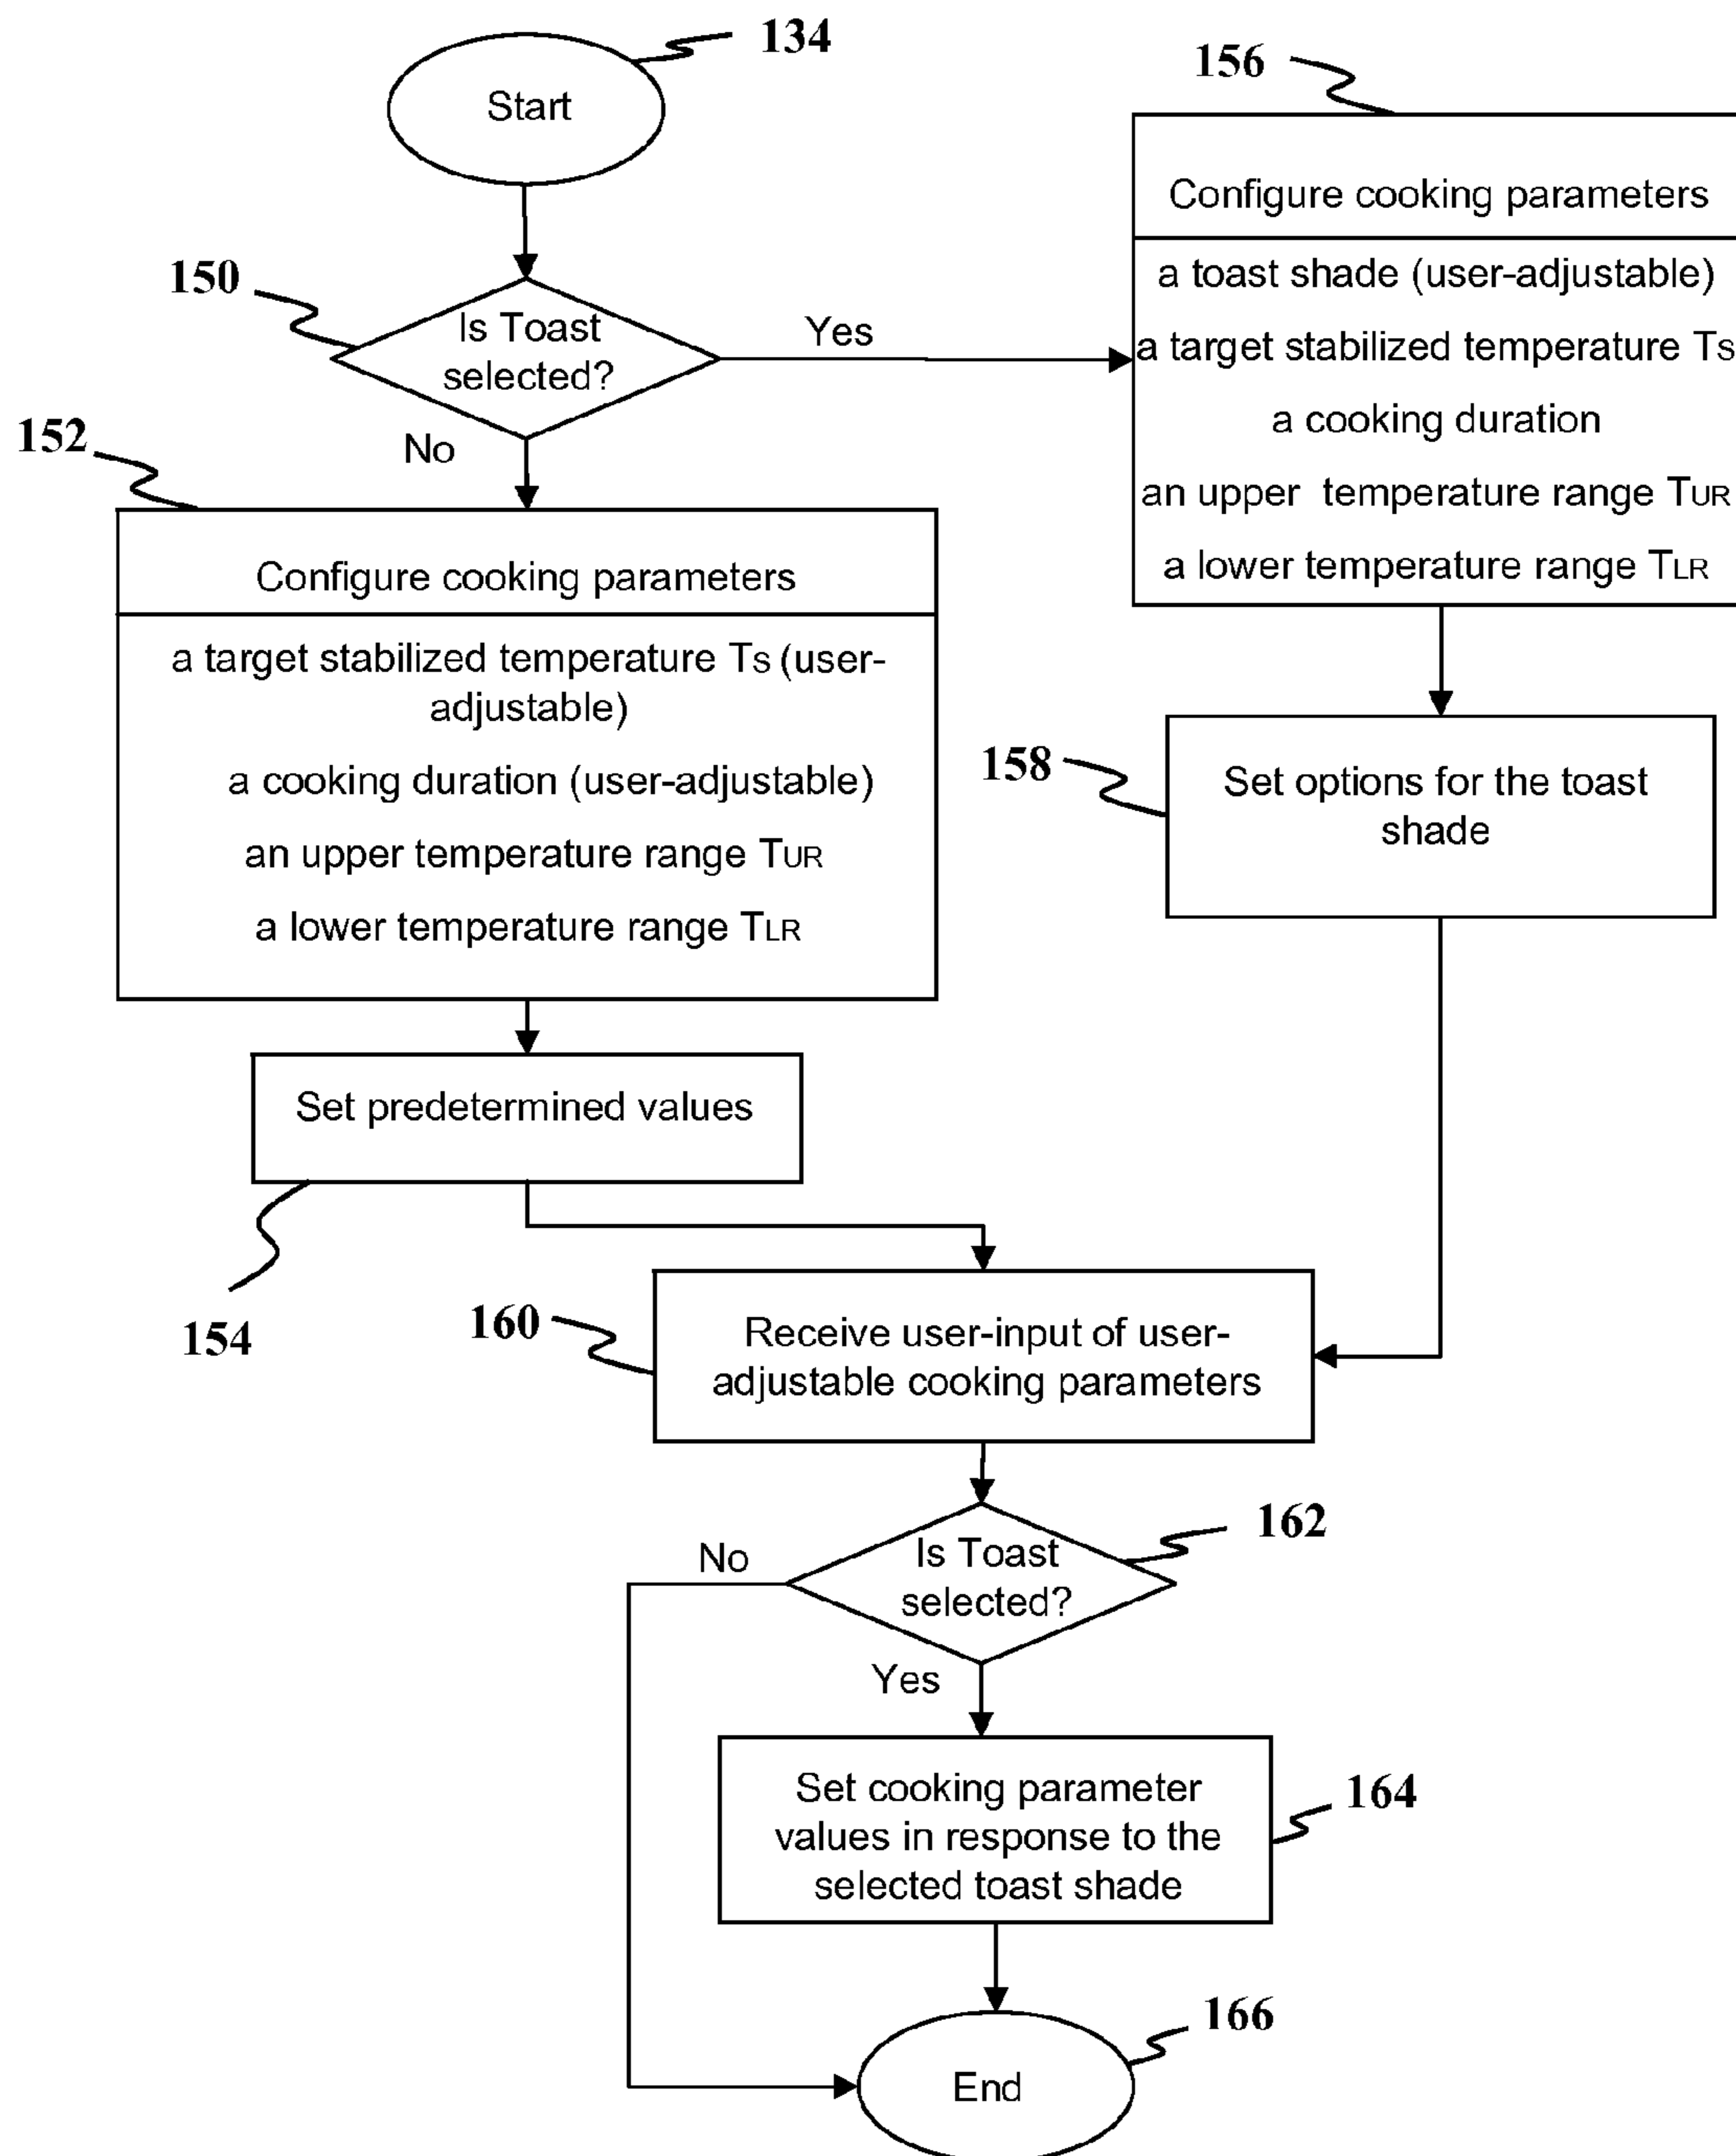 134
Start
156
Configure cooking parameters
a toast shade (user-adjustable)
a target stabilized temperature TS
a cooking duration
an upper temperature range TUR
a lower temperature range TLR
150
Is Toast
selected?
Yes
No
152
Configure cooking parameters
a target stabilized temperature TS (user-
adjustable)
a cooking duration (user-adjustable)
an upper temperature range TUR
a lower temperature range TLR
158
Set options for the toast
shade
Set predetermined values
154
160
Receive user-input of user-
adjustable cooking parameters
162
Is Toast
selected?
No
Yes
Set cooking parameter
values in response to the
selected toast shade
164
166
End